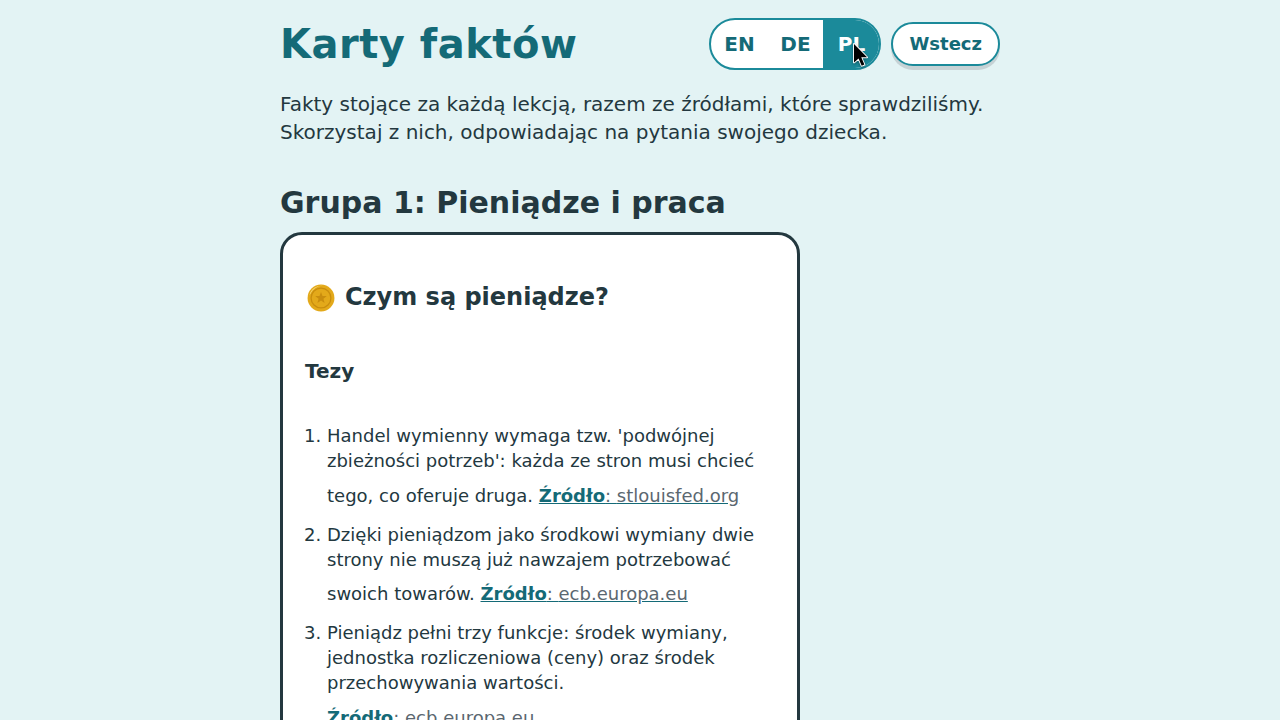 Karty faktów
EN DE PL Wstecz
Fakty stojące za każdą lekcją, razem ze źródłami, które sprawdziliśmy.
Skorzystaj z nich, odpowiadając na pytania swojego dziecka.
Grupa 1: Pieniądze i praca
Czym są pieniądze?
Tezy
1. Handel wymienny wymaga tzw. 'podwójnej
zbieżności potrzeb': każda ze stron musi chcieć
tego, co oferuje druga. Źródło: stlouisfed.org
2. Dzięki pieniądzom jako środkowi wymiany dwie
strony nie muszą już nawzajem potrzebować
swoich towarów. Źródło: ecb.europa.eu
3. Pieniądz pełni trzy funkcje: środek wymiany,
jednostka rozliczeniowa (ceny) oraz środek
przechowywania wartości.
Źródło: ecb.europa.eu